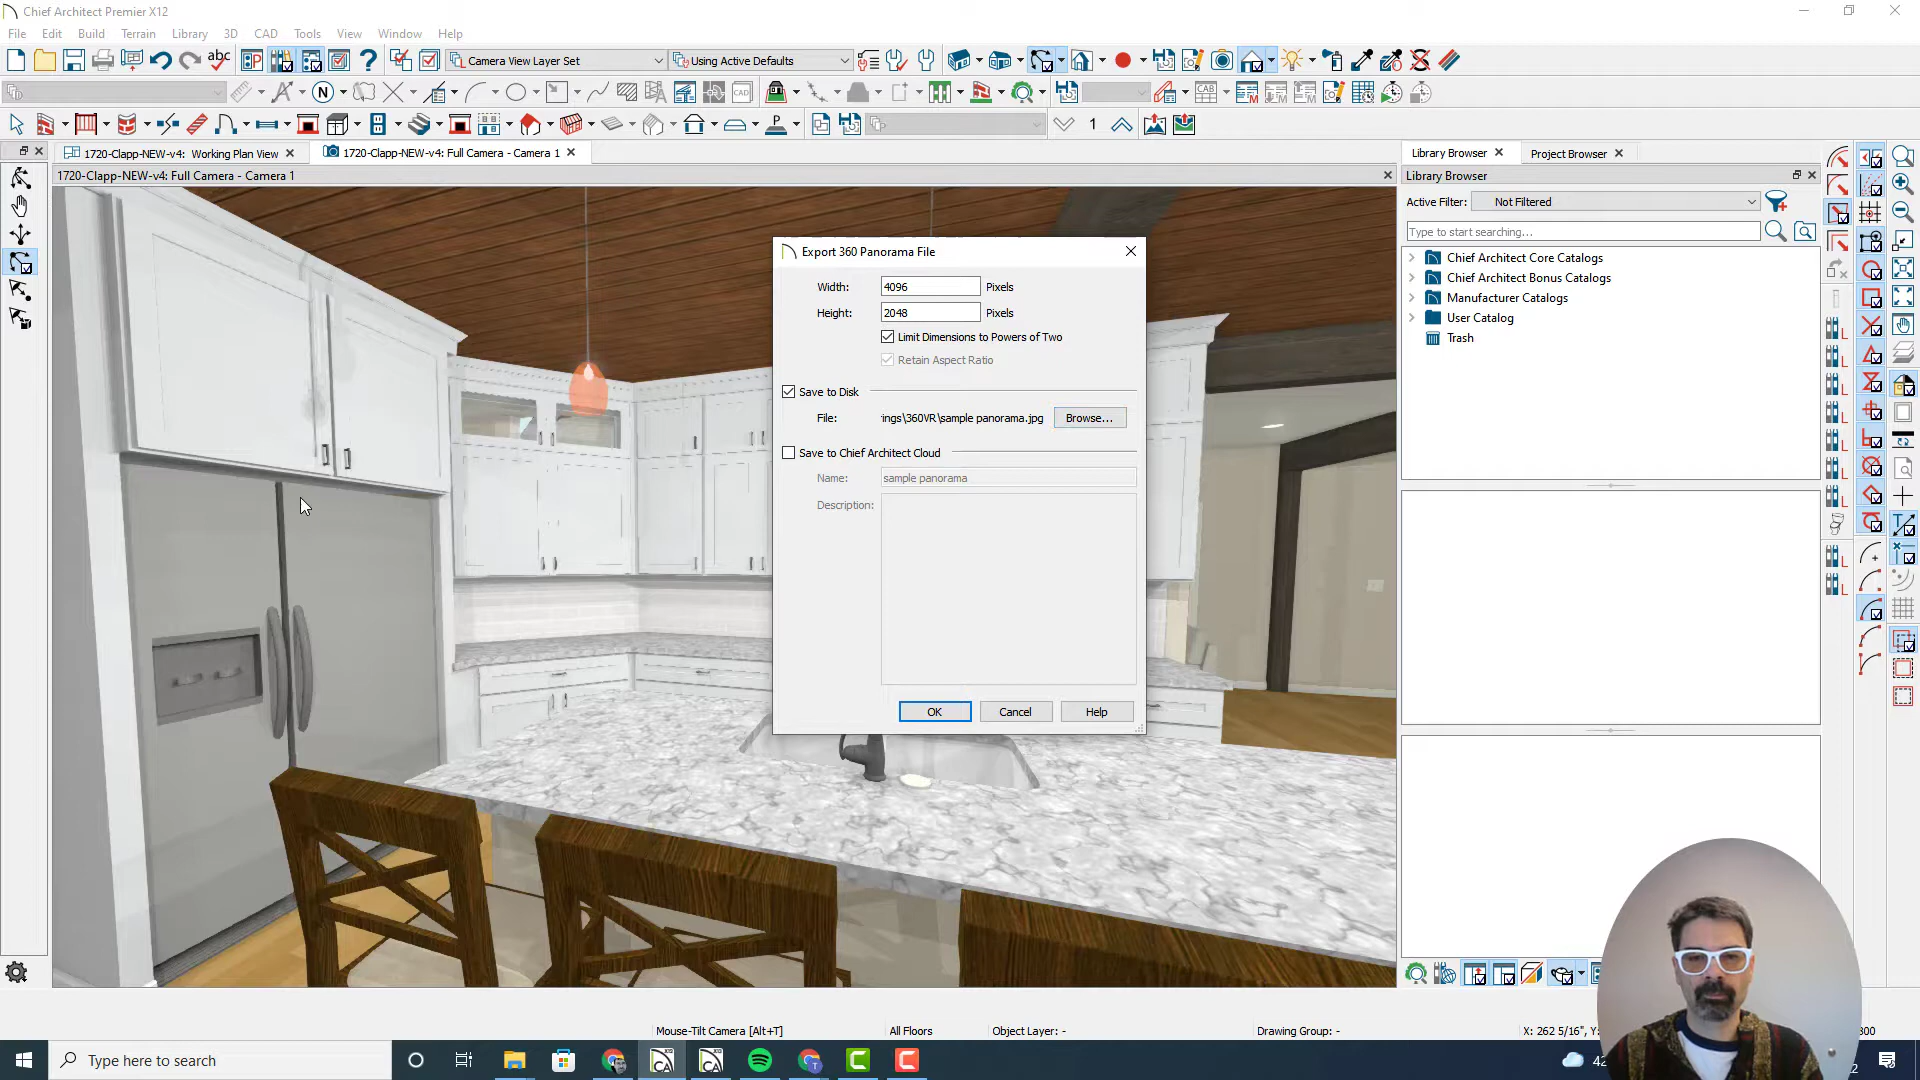 Chief Architect Premier X12
File Edit Build Terrain Library 3D CAD Tools View Window Help
abc Camera View Layer Set Using Active Defaults
N CAD CAB
P 1
1720-Clapp-NEW-v4: Working Plan View 1720-Clapp-NEW-v4: Full Camera - Camera 1
1720-Clapp-NEW-v4: Full Camera - Camera 1
Library Browser Project Browser
Library Browser
Active Filter: Not Filtered
Type to start searching...
Chief Architect Core Catalogs
Chief Architect Bonus Catalogs
Manufacturer Catalogs
User Catalog
Trash
Export 360 Panorama File
Width: 4096 Pixels
Height: 2048 Pixels
Limit Dimensions to Powers of Two
Retain Aspect Ratio
Save to Disk
File: ings\360VR\sample panorama.jpg Browse...
Save to Chief Architect Cloud
Name: sample panorama
Description:
OK Cancel Help
Mouse-Tilt Camera [Alt+T] All Floors Object Layer: - Drawing Group: - X: 262 5/16", Y:
Type here to search